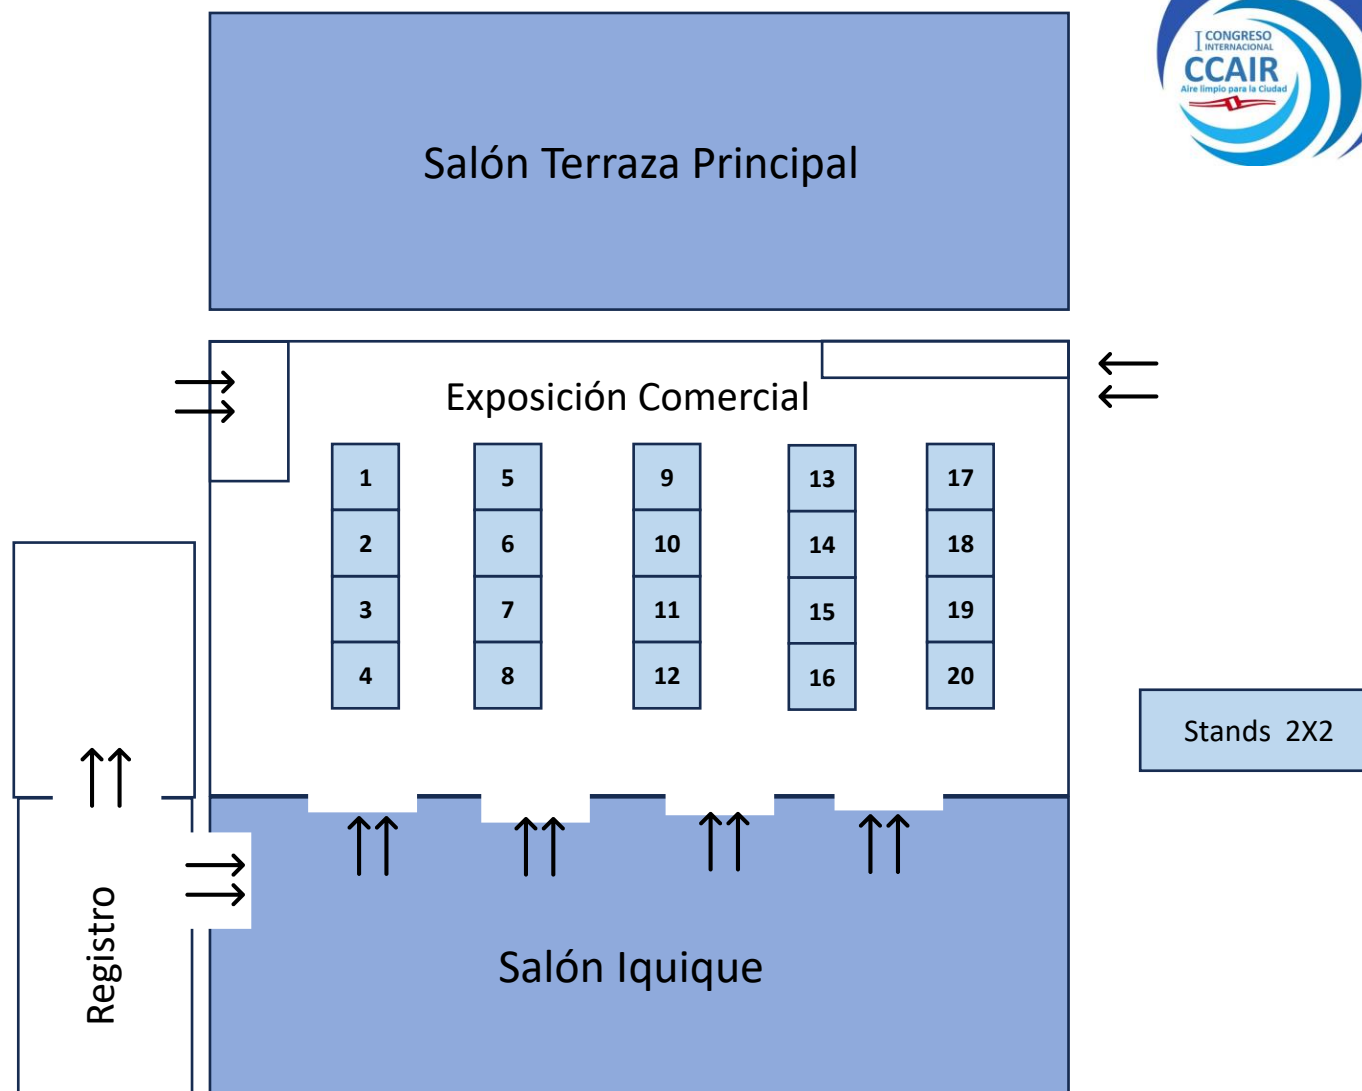 I CONGRESO
INTERNACIONAL
CCAIR
Aire limpio para la Ciudad
Salón Terraza Principal
Exposición Comercial
1 5 9 13 17
2 6 10 14 18
3 7 11 15 19
4 8 12 16 20
Stands 2X2
Registro
Salón Iquique